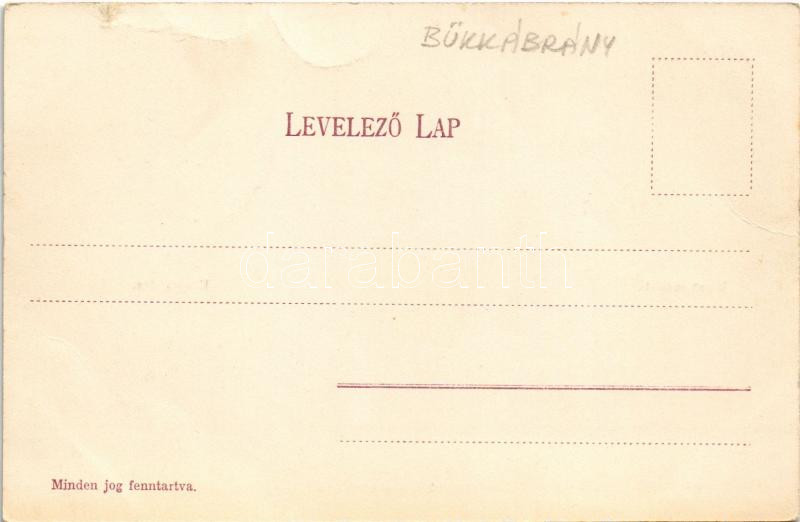 BÜKKÁBRÁNY
LEVELEZŐ LAP
darabanth
Minden jog fenntartva.